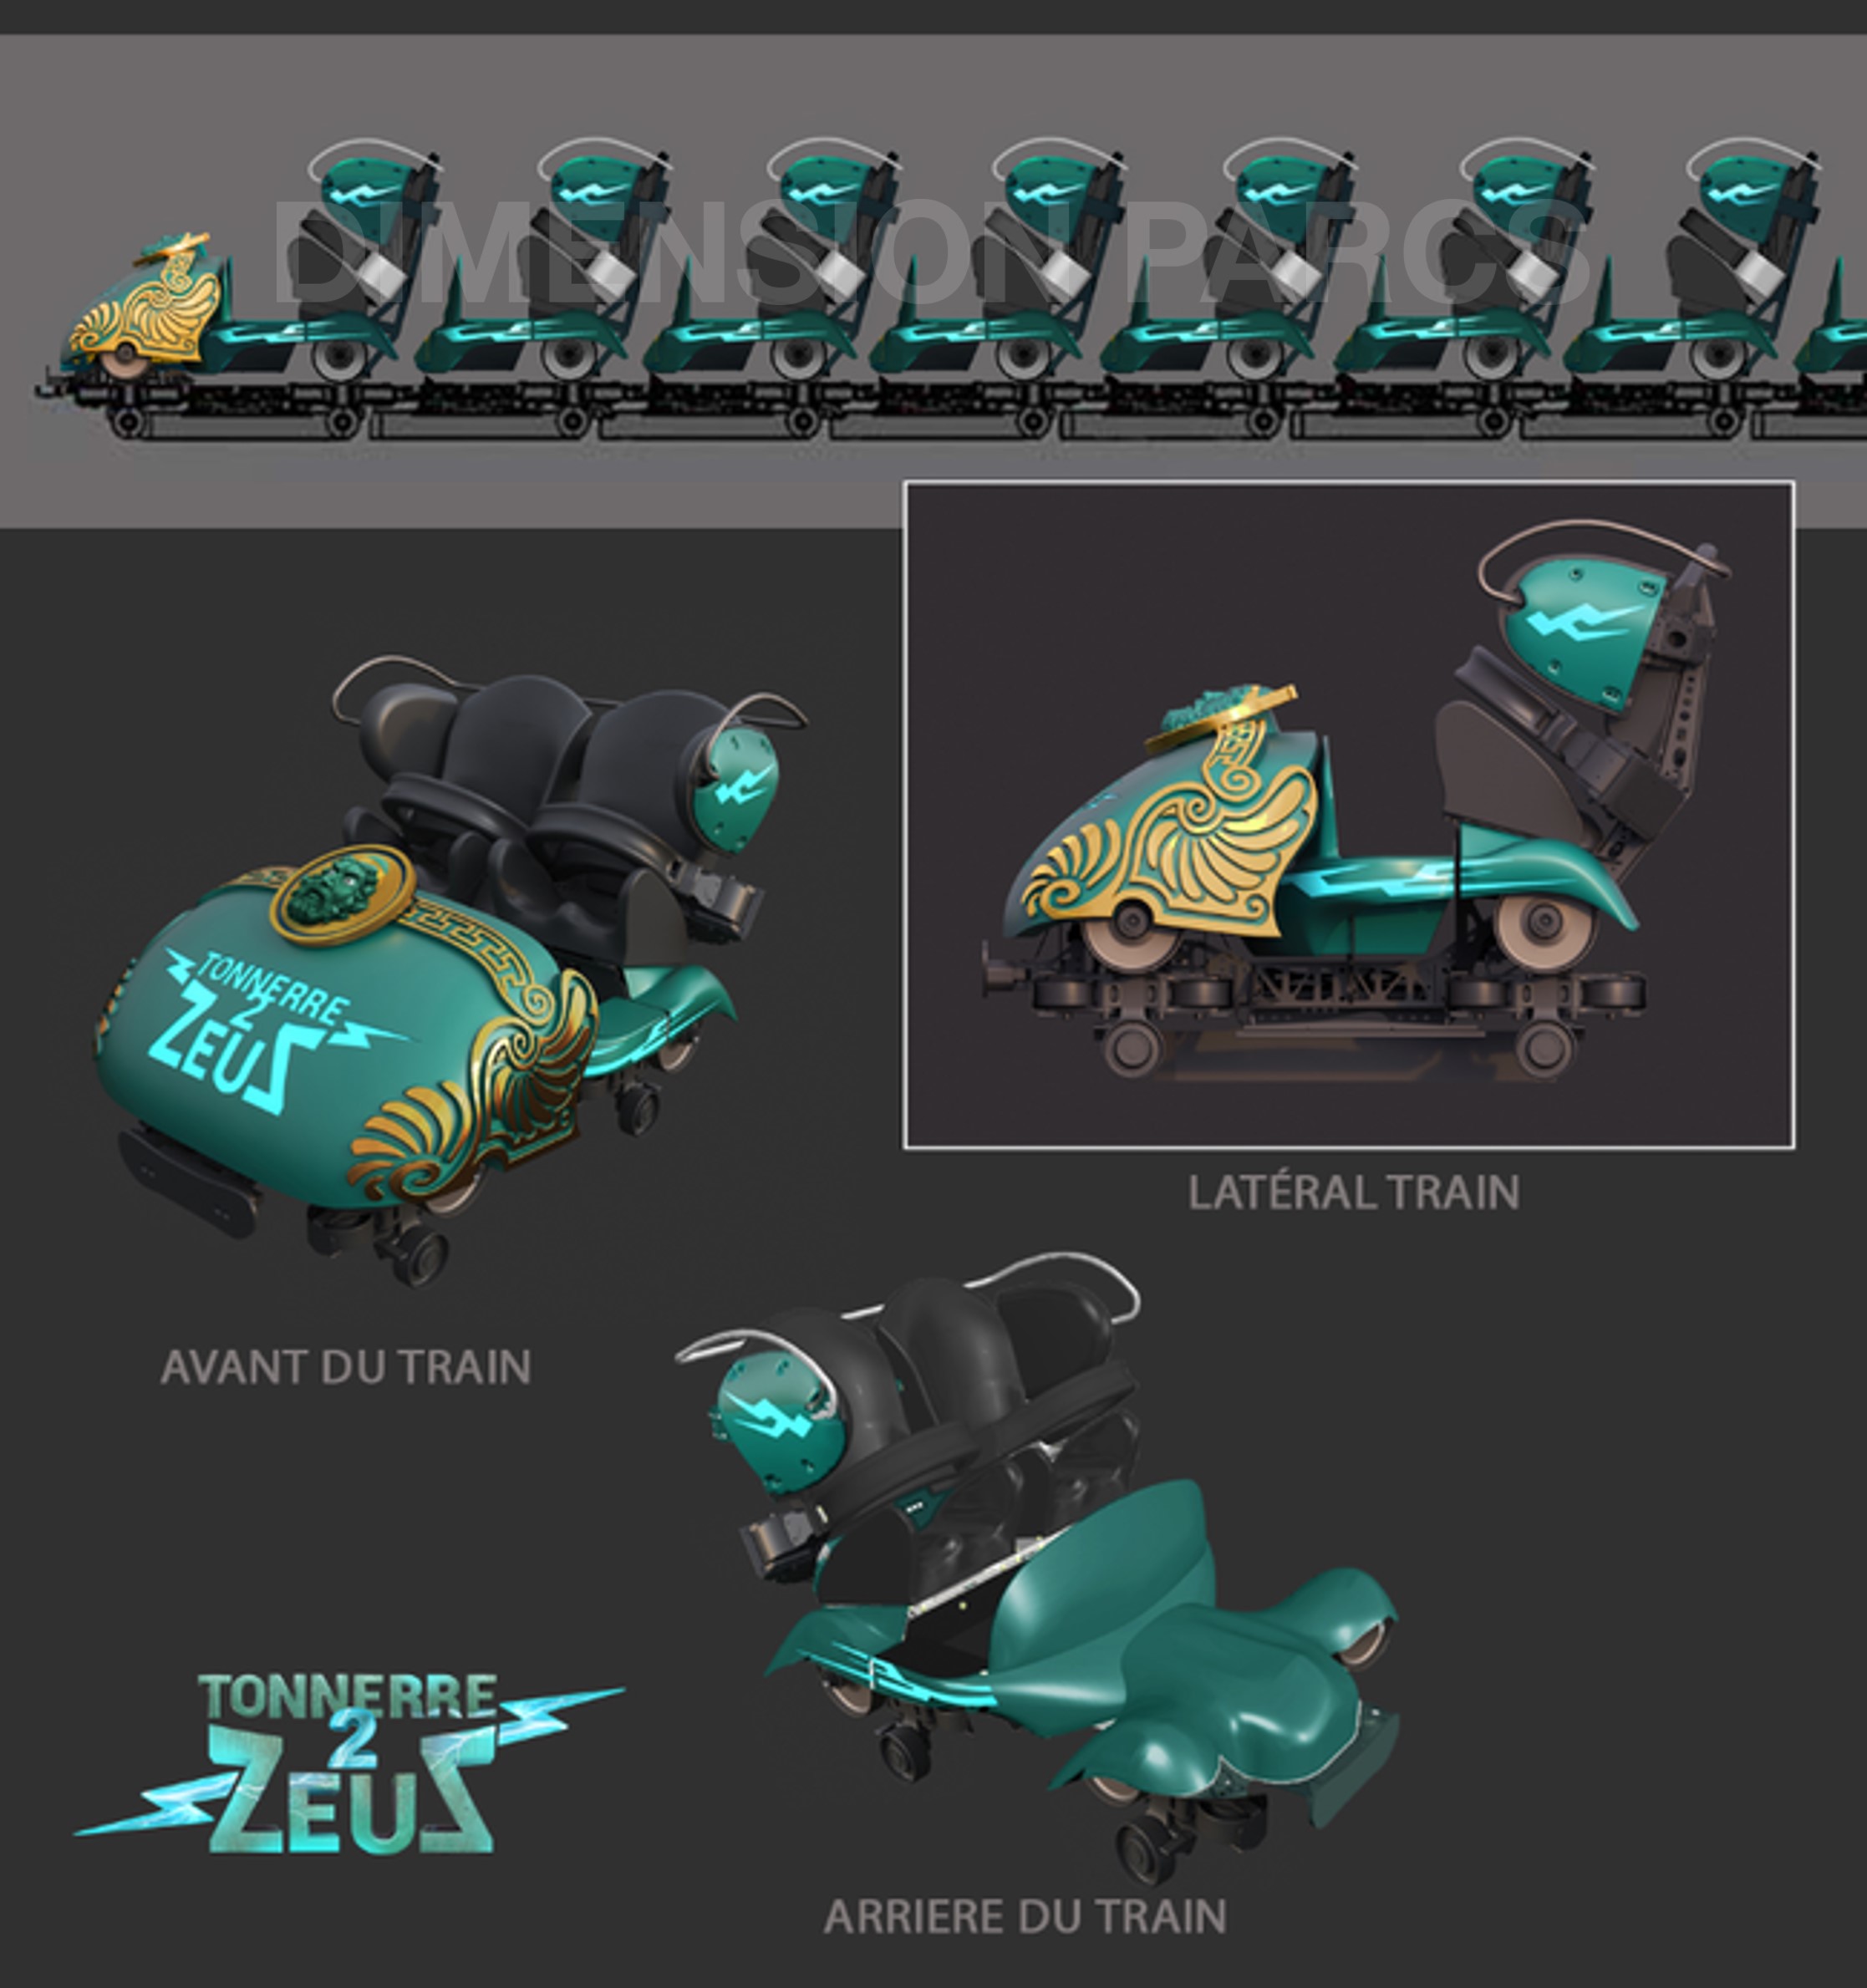 DIMENSION PARCS
TONNERRE
2
ZEUS
LATÉRAL TRAIN
AVANT DU TRAIN
TONNERRE
2
ZEUS
ARRIERE DU TRAIN